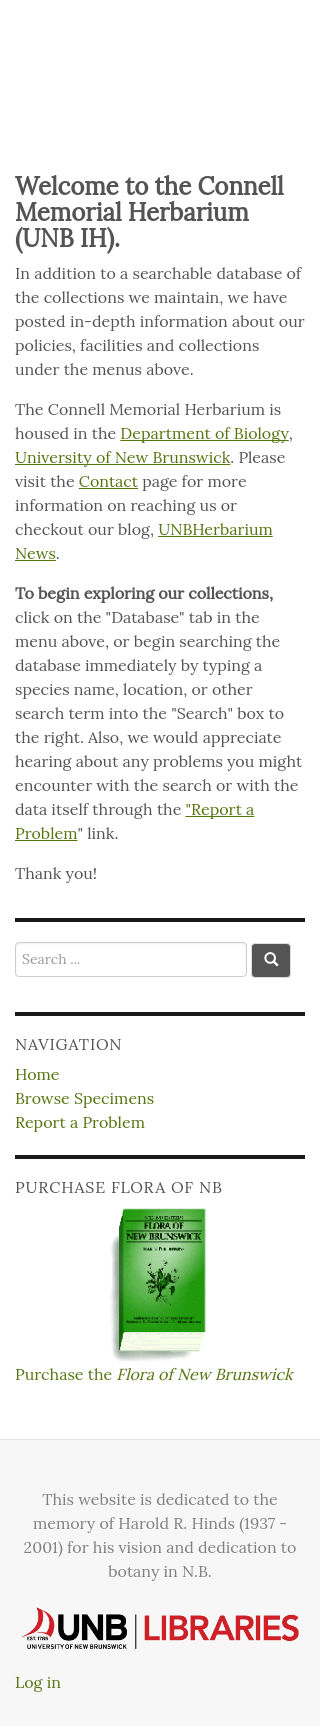 Welcome to the Connell
Memorial Herbarium
(UNB IH).
In addition to a searchable database of
the collections we maintain, we have
posted in-depth information about our
policies, facilities and collections
under the menus above.
The Connell Memorial Herbarium is
housed in the Department of Biology,
University of New Brunswick. Please
visit the Contact page for more
information on reaching us or
checkout our blog, UNBHerbarium
News.
To begin exploring our collections,
click on the "Database" tab in the
menu above, or begin searching the
database immediately by typing a
species name, location, or other
search term into the "Search" box to
the right. Also, we would appreciate
hearing about any problems you might
encounter with the search or with the
data itself through the "Report a
Problem" link.
Thank you!
Search ...
NAVIGATION
Home
Browse Specimens
Report a Problem
PURCHASE FLORA OF NB
FLORA OF
NEW BRUNSWICK
Purchase the Flora of New Brunswick
This website is dedicated to the
memory of Harold R. Hinds (1937 -
2001) for his vision and dedication to
botany in N.B.
EST. 1785 UNB LIBRARIES
UNIVERSITY OF NEW BRUNSWICK
Log in